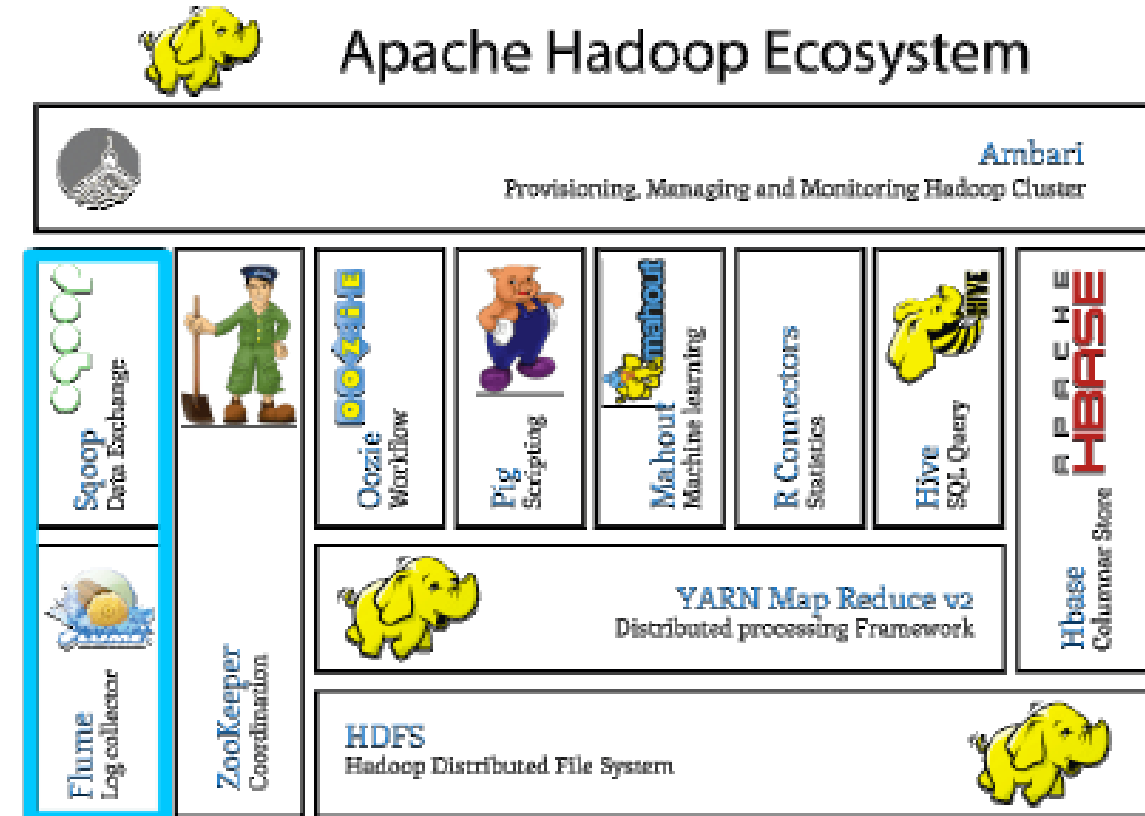 Apache Hadoop Ecosystem
Ambari
Provisioning, Managing and Monitoring Hadoop Cluster
sqoop
Sqoop
Data Exchange
OOZIE
Oozie
Workflow
Pig
Scripting
mahout
Mahout
Machine learning
R Connectors
Statistics
HIVE
Hive
SQL Query
APACHE
HBASE
Hbase
Columnar Store
Flume
Log collector
ZooKeeper
Coordination
YARN Map Reduce v2
Distributed processing Framework
HDFS
Hadoop Distributed File System